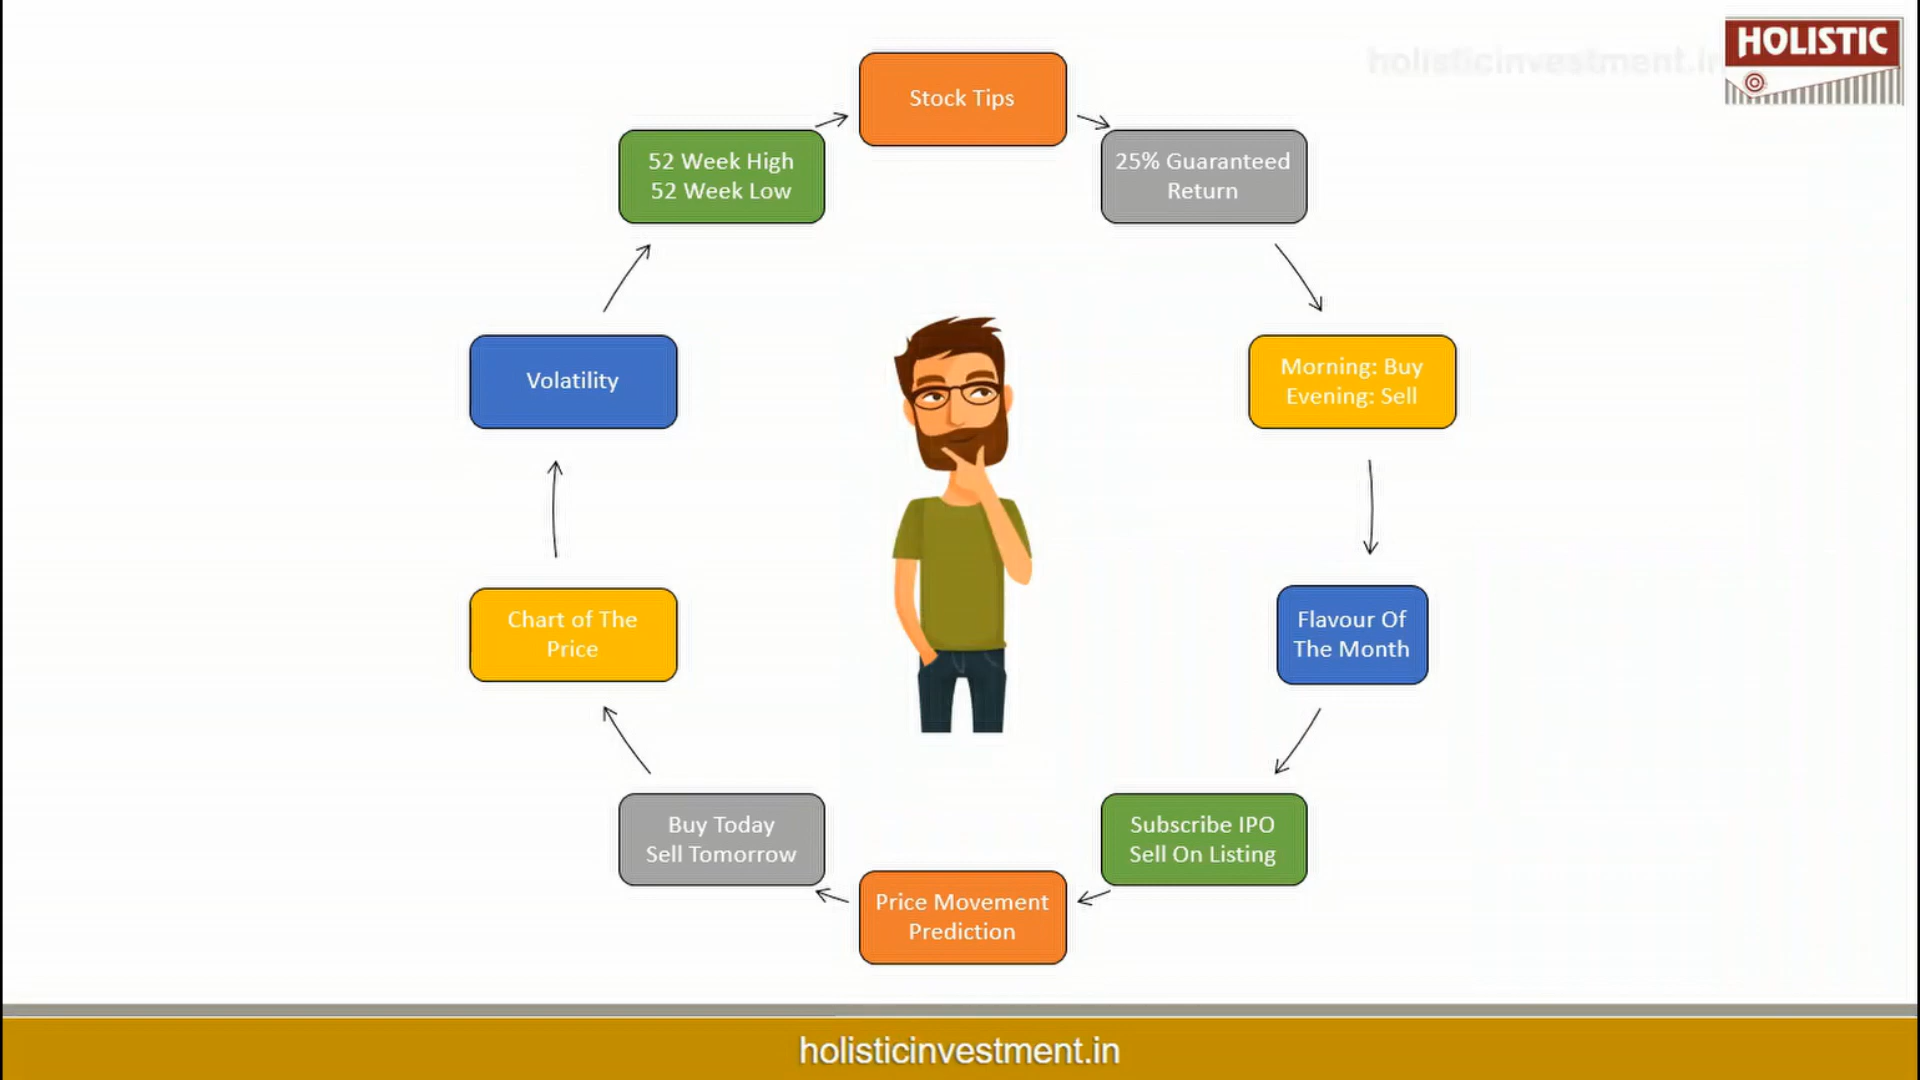 HOLISTIC
holisticinvestment.in
Stock Tips
25% Guaranteed
Return
Morning: Buy
Evening: Sell
Flavour Of
The Month
Subscribe IPO
Sell On Listing
Price Movement
Prediction
Buy Today
Sell Tomorrow
Chart of The
Price
Volatility
52 Week High
52 Week Low
holisticinvestment.in